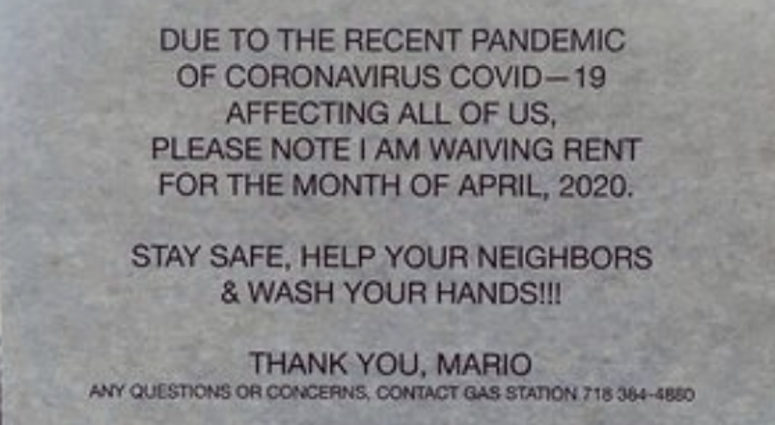 DUE TO THE RECENT PANDEMIC
OF CORONAVIRUS COVID—19
AFFECTING ALL OF US,
PLEASE NOTE I AM WAIVING RENT
FOR THE MONTH OF APRIL, 2020.
STAY SAFE, HELP YOUR NEIGHBORS
& WASH YOUR HANDS!!!
THANK YOU, MARIO
ANY QUESTIONS OR CONCERNS, CONTACT GAS STATION 718 384-4880